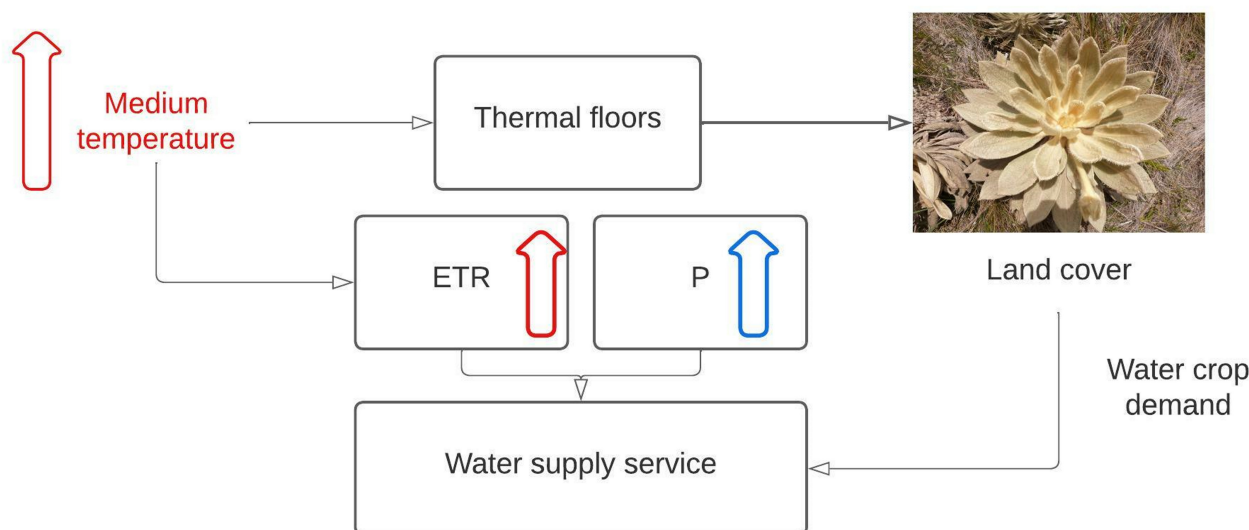 Medium
temperature
Thermal floors
ETR
P
Land cover
Water crop
demand
Water supply service